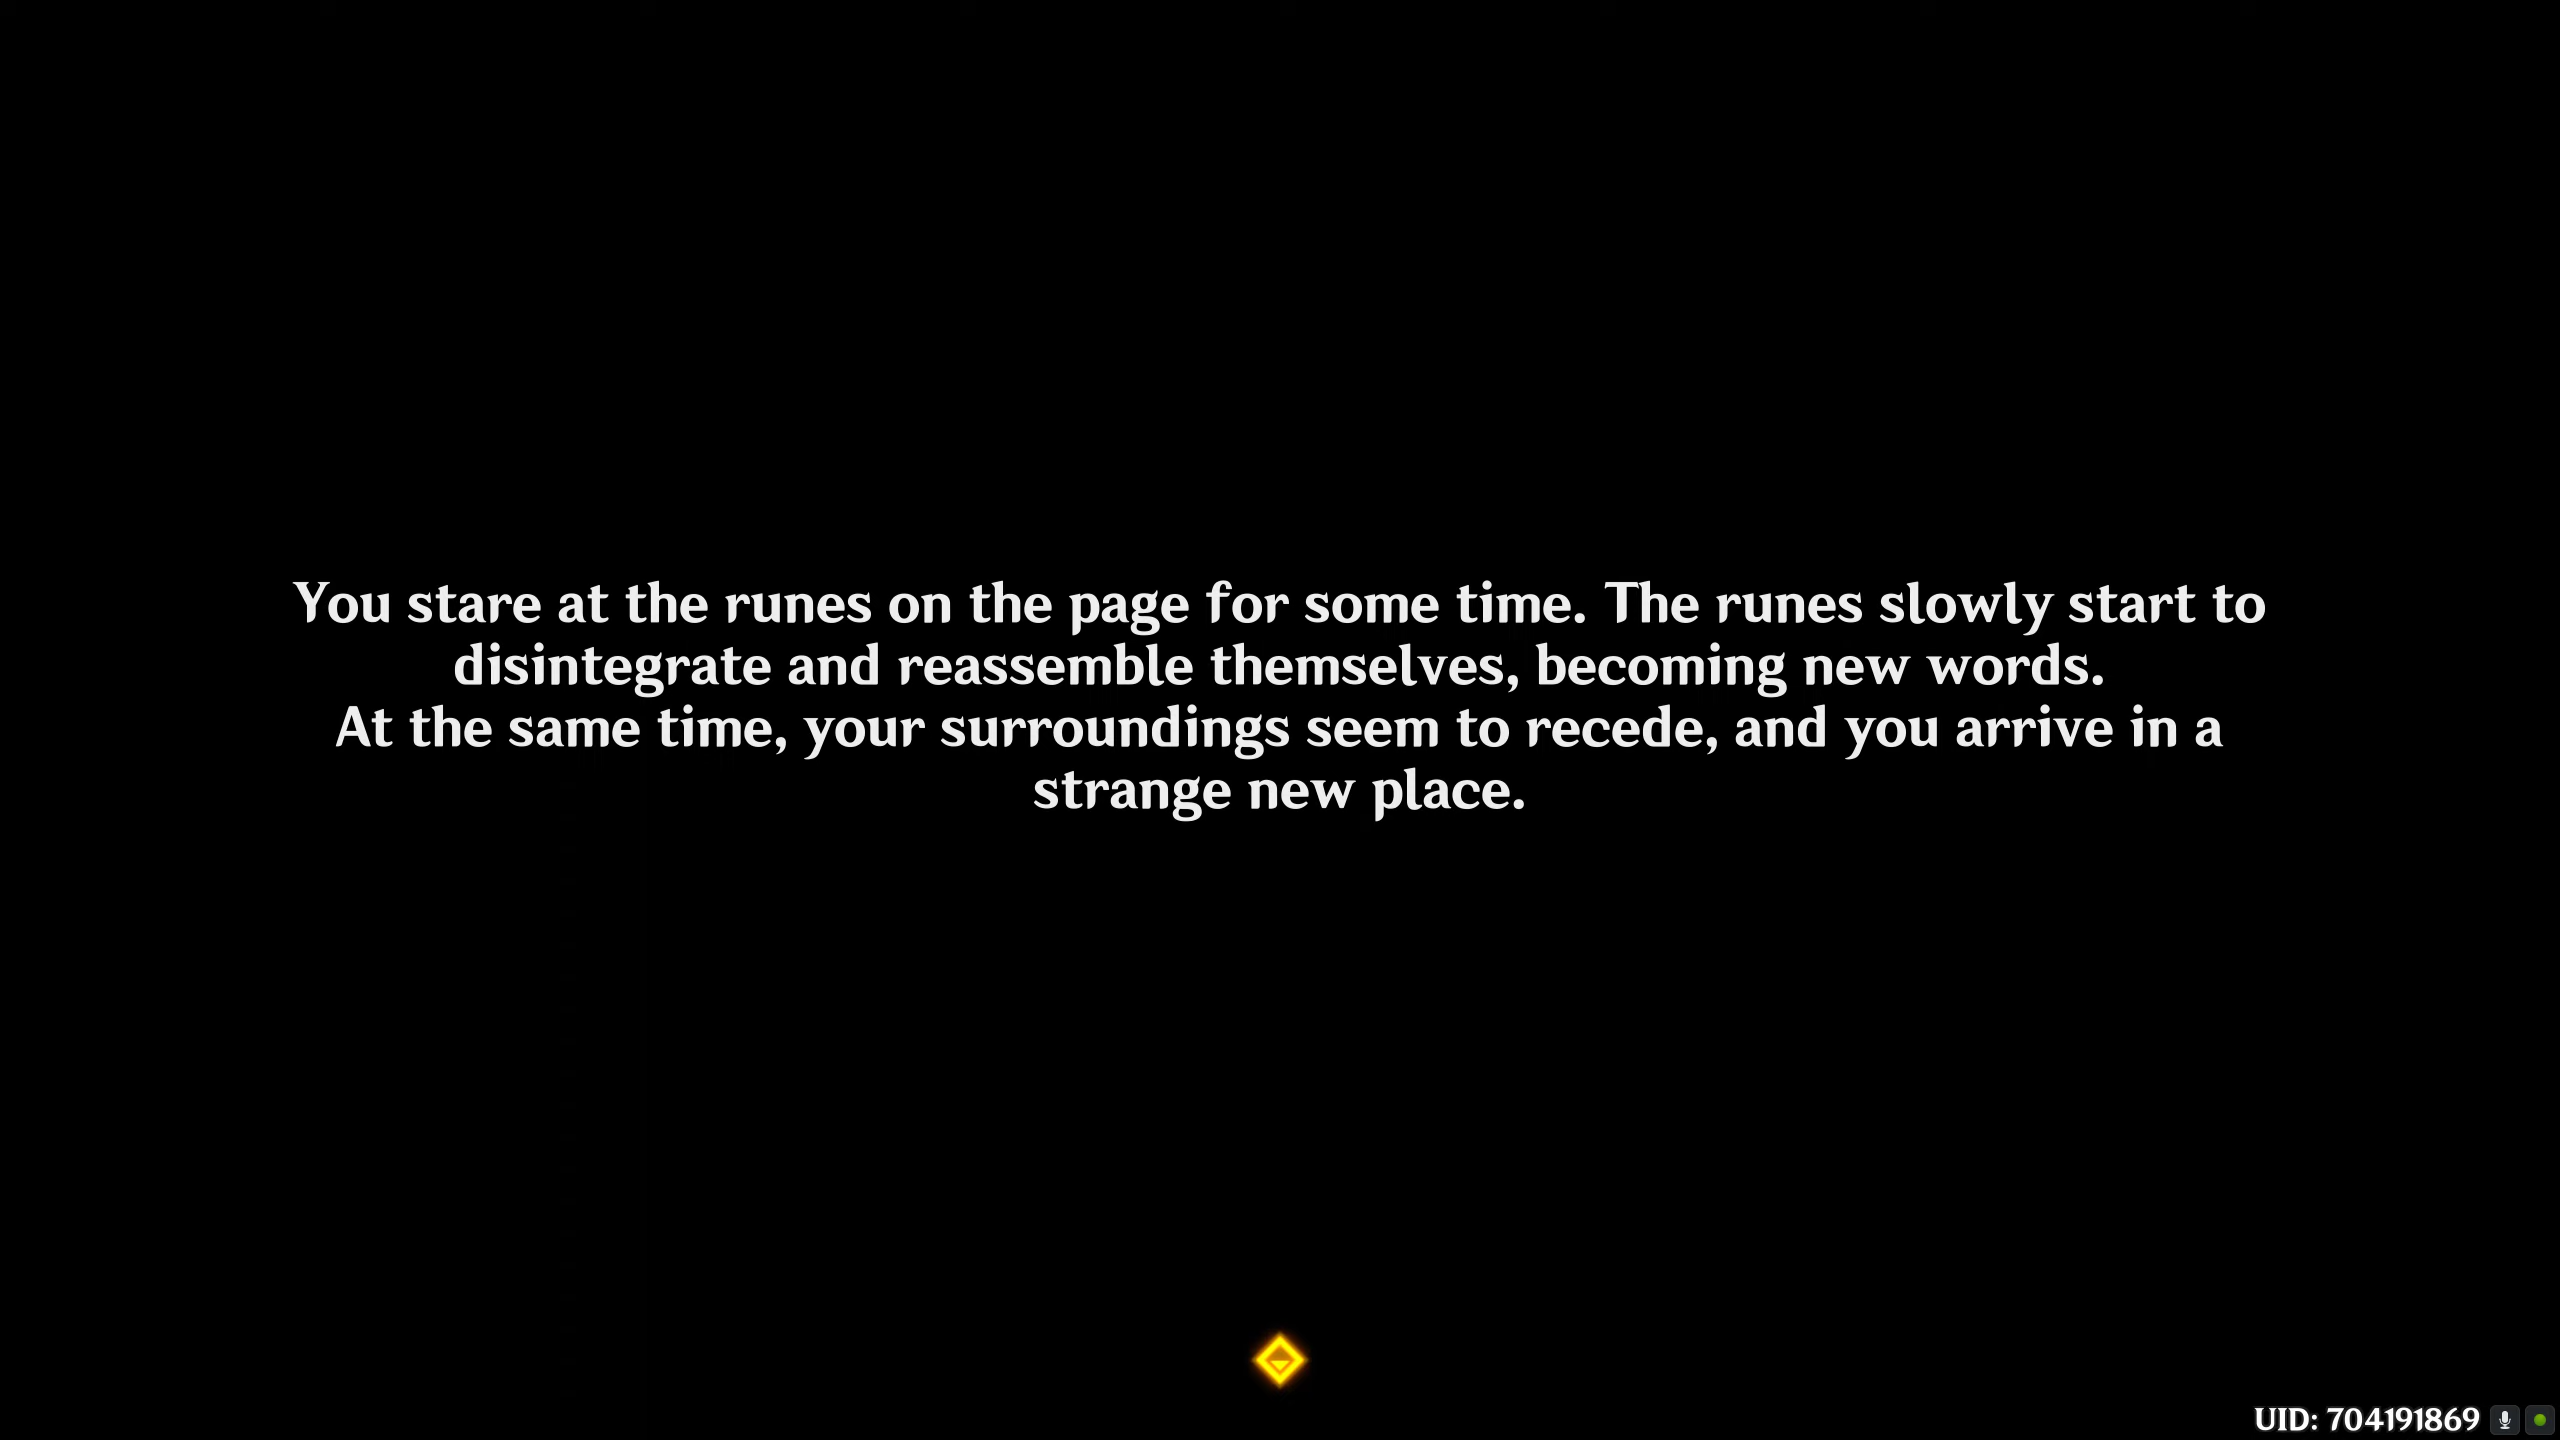 You stare at the runes on the page for some time. The runes slowly start to
disintegrate and reassemble themselves, becoming new words.
At the same time, your surroundings seem to recede, and you arrive in a
strange new place.
UID: 704191869